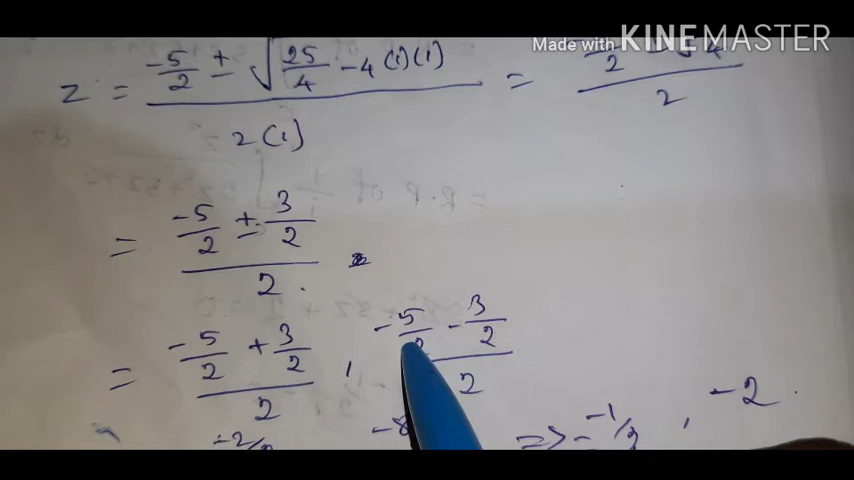 Made with KINEMASTER
z = (-5/2 ± √(25/4 - 4(1)(1))) / 2(1) =
= (-5/2 ± 3/2) / 2.
= (-5/2 + 3/2) / 2 , (-5/2 - 3/2) / 2
=> -1/2 , -2.